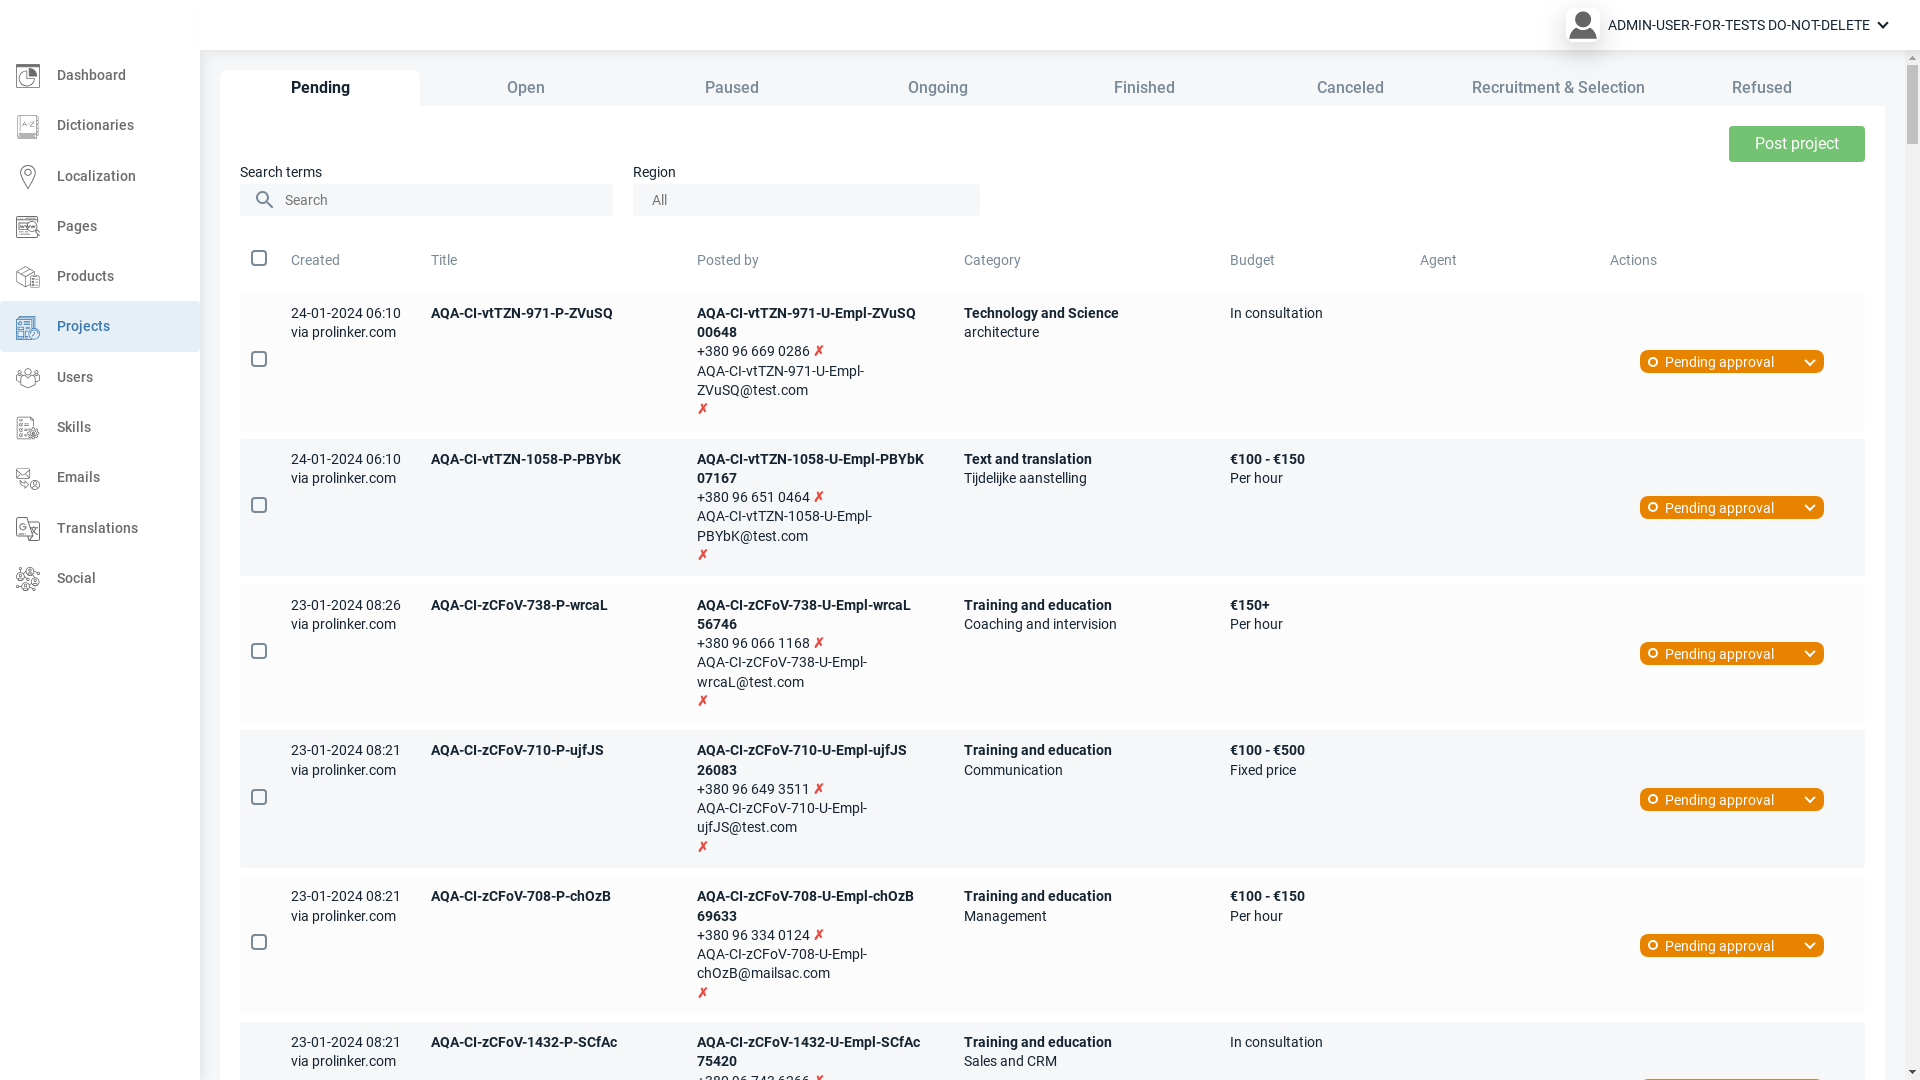 ADMIN-USER-FOR-TESTS DO-NOT-DELETE
Dashboard
Dictionaries
Localization
Pages
Products
Projects
Users
Skills
Emails
Translations
Social
Pending
Open
Paused
Ongoing
Finished
Canceled
Recruitment & Selection
Refused
Post project
Search terms
Region
Search
All
Created
Title
Posted by
Category
Budget
Agent
Actions
24-01-2024 06:10
via prolinker.com
AQA-CI-vtTZN-971-P-ZVuSQ
AQA-CI-vtTZN-971-U-Empl-ZVuSQ
00648
+380 96 669 0286 ✗
AQA-CI-vtTZN-971-U-Empl-
ZVuSQ@test.com
✗
Technology and Science
architecture
In consultation
Pending approval
24-01-2024 06:10
via prolinker.com
AQA-CI-vtTZN-1058-P-PBYbK
AQA-CI-vtTZN-1058-U-Empl-PBYbK
07167
+380 96 651 0464 ✗
AQA-CI-vtTZN-1058-U-Empl-
PBYbK@test.com
✗
Text and translation
Tijdelijke aanstelling
€100 - €150
Per hour
Pending approval
23-01-2024 08:26
via prolinker.com
AQA-CI-zCFoV-738-P-wrcaL
AQA-CI-zCFoV-738-U-Empl-wrcaL
56746
+380 96 066 1168 ✗
AQA-CI-zCFoV-738-U-Empl-
wrcaL@test.com
✗
Training and education
Coaching and intervision
€150+
Per hour
Pending approval
23-01-2024 08:21
via prolinker.com
AQA-CI-zCFoV-710-P-ujfJS
AQA-CI-zCFoV-710-U-Empl-ujfJS
26083
+380 96 649 3511 ✗
AQA-CI-zCFoV-710-U-Empl-
ujfJS@test.com
✗
Training and education
Communication
€100 - €500
Fixed price
Pending approval
23-01-2024 08:21
via prolinker.com
AQA-CI-zCFoV-708-P-chOzB
AQA-CI-zCFoV-708-U-Empl-chOzB
69633
+380 96 334 0124 ✗
AQA-CI-zCFoV-708-U-Empl-
chOzB@mailsac.com
✗
Training and education
Management
€100 - €150
Per hour
Pending approval
23-01-2024 08:21
via prolinker.com
AQA-CI-zCFoV-1432-P-SCfAc
AQA-CI-zCFoV-1432-U-Empl-SCfAc
75420
Training and education
Sales and CRM
In consultation